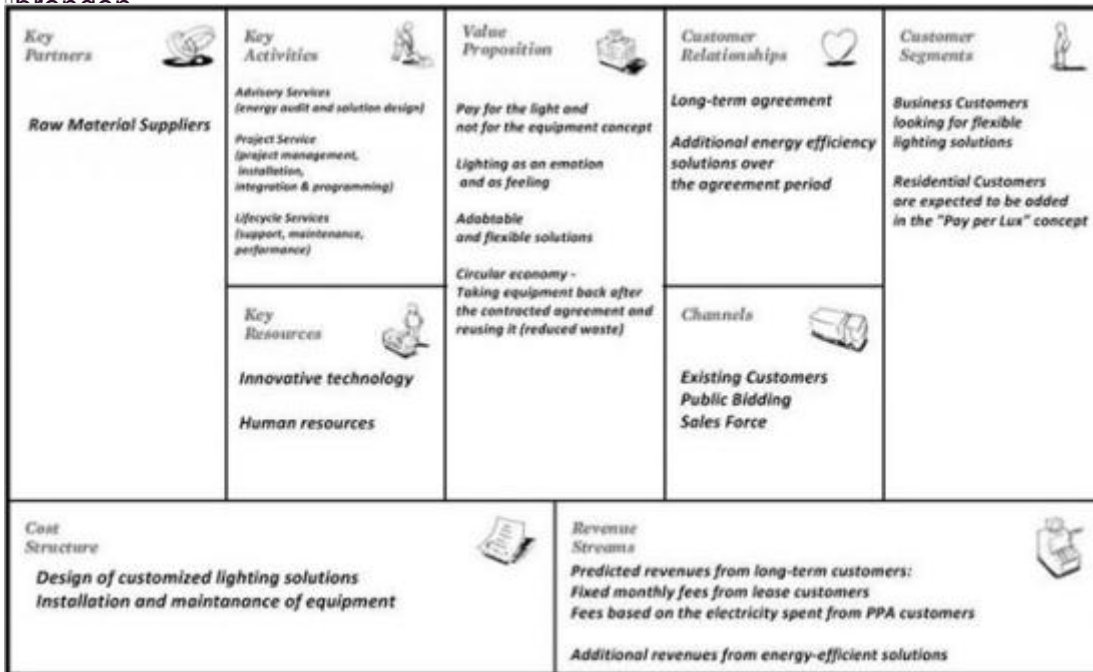 Key
Partners
Raw Material Suppliers
Key
Activities
Advisory Services
(energy audit and solution design)
Project Service
(project management,
installation,
integration & programming)
Lifecycle Services
(support, maintenance,
performance)
Key
Resources
Innovative technology
Human resources
Value
Proposition
Pay for the light and
not for the equipment concept
Lighting as an emotion
and as feeling
Adabtable
and flexible solutions
Circular economy -
Taking equipment back after
the contracted agreement and
reusing it (reduced waste)
Customer
Relationships
Long-term agreement
Additional energy efficiency
solutions over
the agreement period
Channels
Existing Customers
Public Bidding
Sales Force
Customer
Segments
Business Customers
looking for flexible
lighting solutions
Residential Customers
are expected to be added
in the "Pay per Lux" concept
Cost
Structure
Design of customized lighting solutions
Installation and maintanance of equipment
Revenue
Streams
Predicted revenues from long-term customers:
Fixed monthly fees from lease customers
Fees based on the electricity spent from PPA customers
Additional revenues from energy-efficient solutions